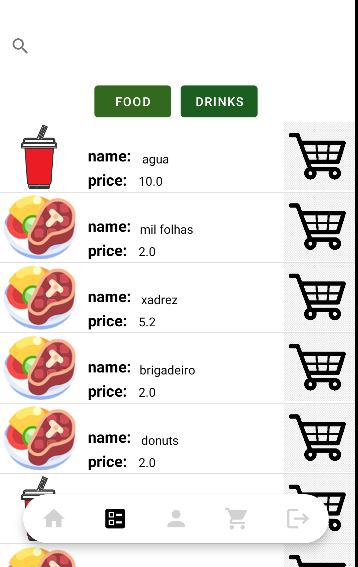 FOOD DRINKS
name: agua
price: 10.0
name: mil folhas
price: 2.0
name: xadrez
price: 5.2
name: brigadeiro
price: 2.0
name: donuts
price: 2.0